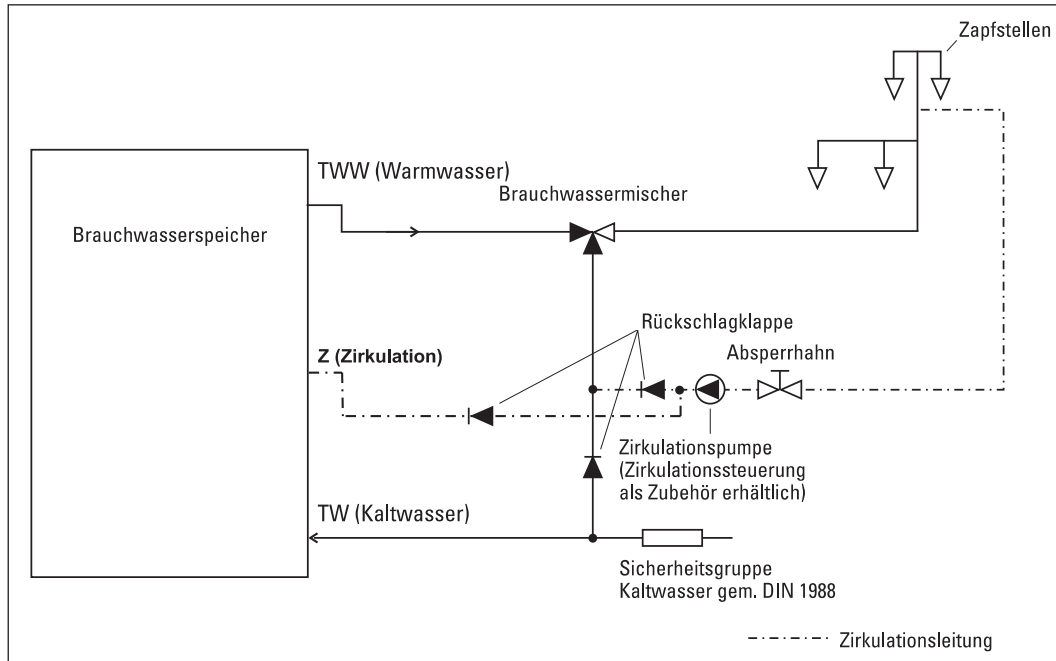 Zapfstellen
TWW (Warmwasser)
Brauchwassermischer
Brauchwasserspeicher
Rückschlagklappe
Absperrhahn
Z (Zirkulation)
Zirkulationspumpe
(Zirkulationssteuerung
als Zubehör erhältlich)
TW (Kaltwasser)
Sicherheitsgruppe
Kaltwasser gem. DIN 1988
Zirkulationsleitung